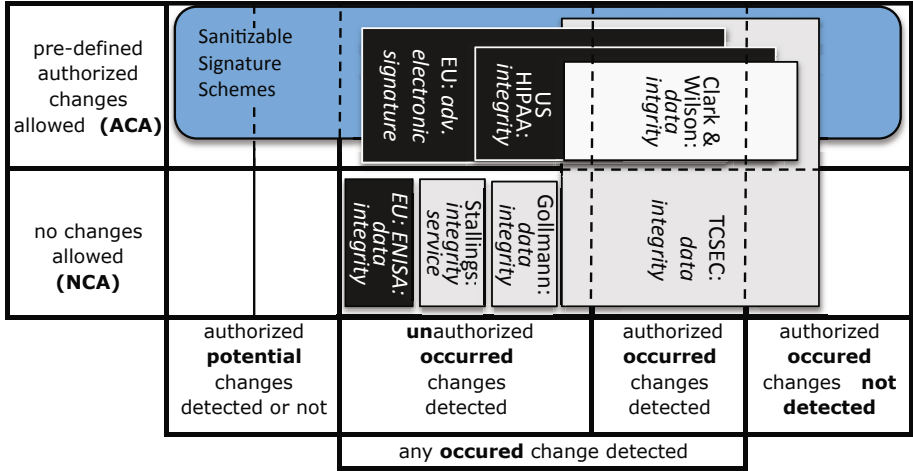 pre-defined
authorized
changes
allowed (ACA)
Sanitizable
Signature
Schemes
EU: adv.
electronic
signature
US
HIPAA:
integrity
Clark &
Wilson:
data
intgrity
no changes
allowed
(NCA)
EU: ENISA:
data
integrity
Stallings:
integrity
service
Gollmann:
data
integrity
TCSEC:
data
integrity
authorized
potential
changes
detected or not
unauthorized
occurred
changes
detected
authorized
occurred
changes
detected
authorized
occured
changes not
detected
any occured change detected